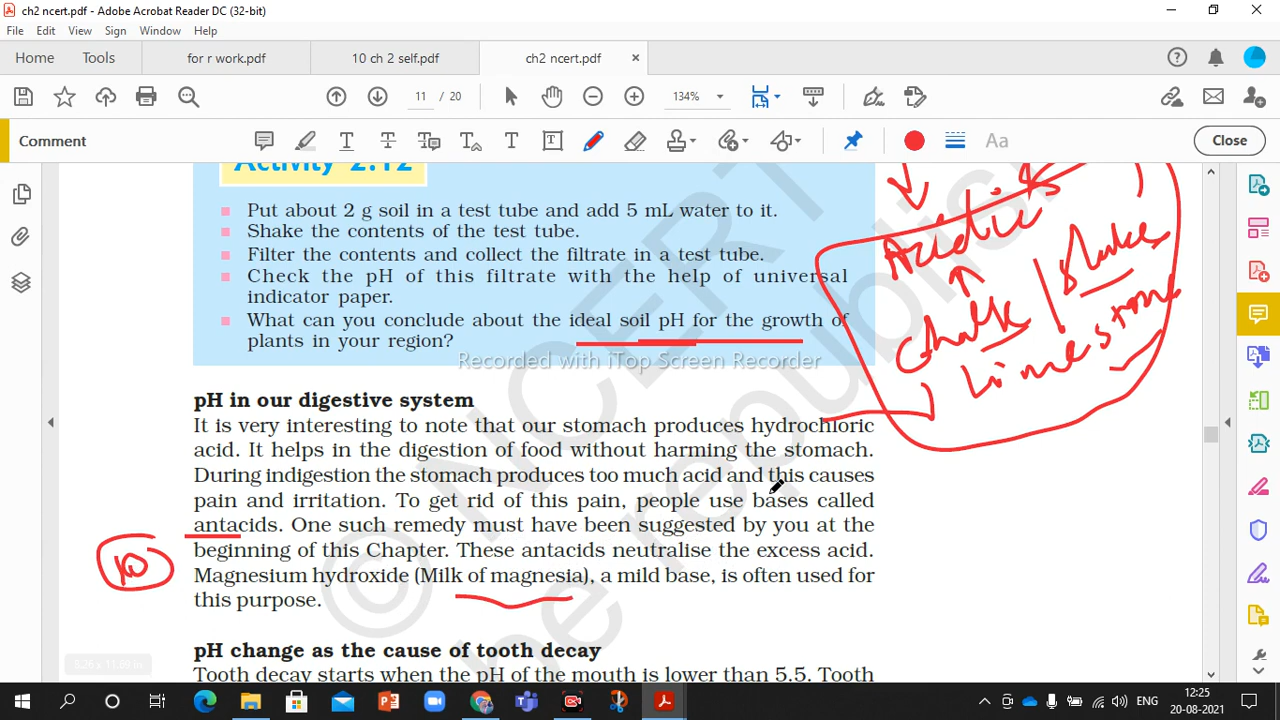 ch2 ncert.pdf - Adobe Acrobat Reader DC (32-bit)
File Edit View Sign Window Help
Home Tools for r work.pdf 10 ch 2 self.pdf ch2 ncert.pdf ×
11 / 20 134%
Comment Aa Close
Activity 2.12
Put about 2 g soil in a test tube and add 5 mL water to it.
Shake the contents of the test tube.
Filter the contents and collect the filtrate in a test tube.
Check the pH of this filtrate with the help of universal
indicator paper.
What can you conclude about the ideal soil pH for the growth of
plants in your region?
Recorded with iTop Screen Recorder
Acidic
Chalk
Limestone
pH in our digestive system
It is very interesting to note that our stomach produces hydrochloric
acid. It helps in the digestion of food without harming the stomach.
During indigestion the stomach produces too much acid and this causes
pain and irritation. To get rid of this pain, people use bases called
antacids. One such remedy must have been suggested by you at the
beginning of this Chapter. These antacids neutralise the excess acid.
Magnesium hydroxide (Milk of magnesia), a mild base, is often used for
this purpose.
10
pH change as the cause of tooth decay
Tooth decay starts when the pH of the mouth is lower than 5.5. Tooth
© NCERT
be republis
ENG
12:25
20-08-2021